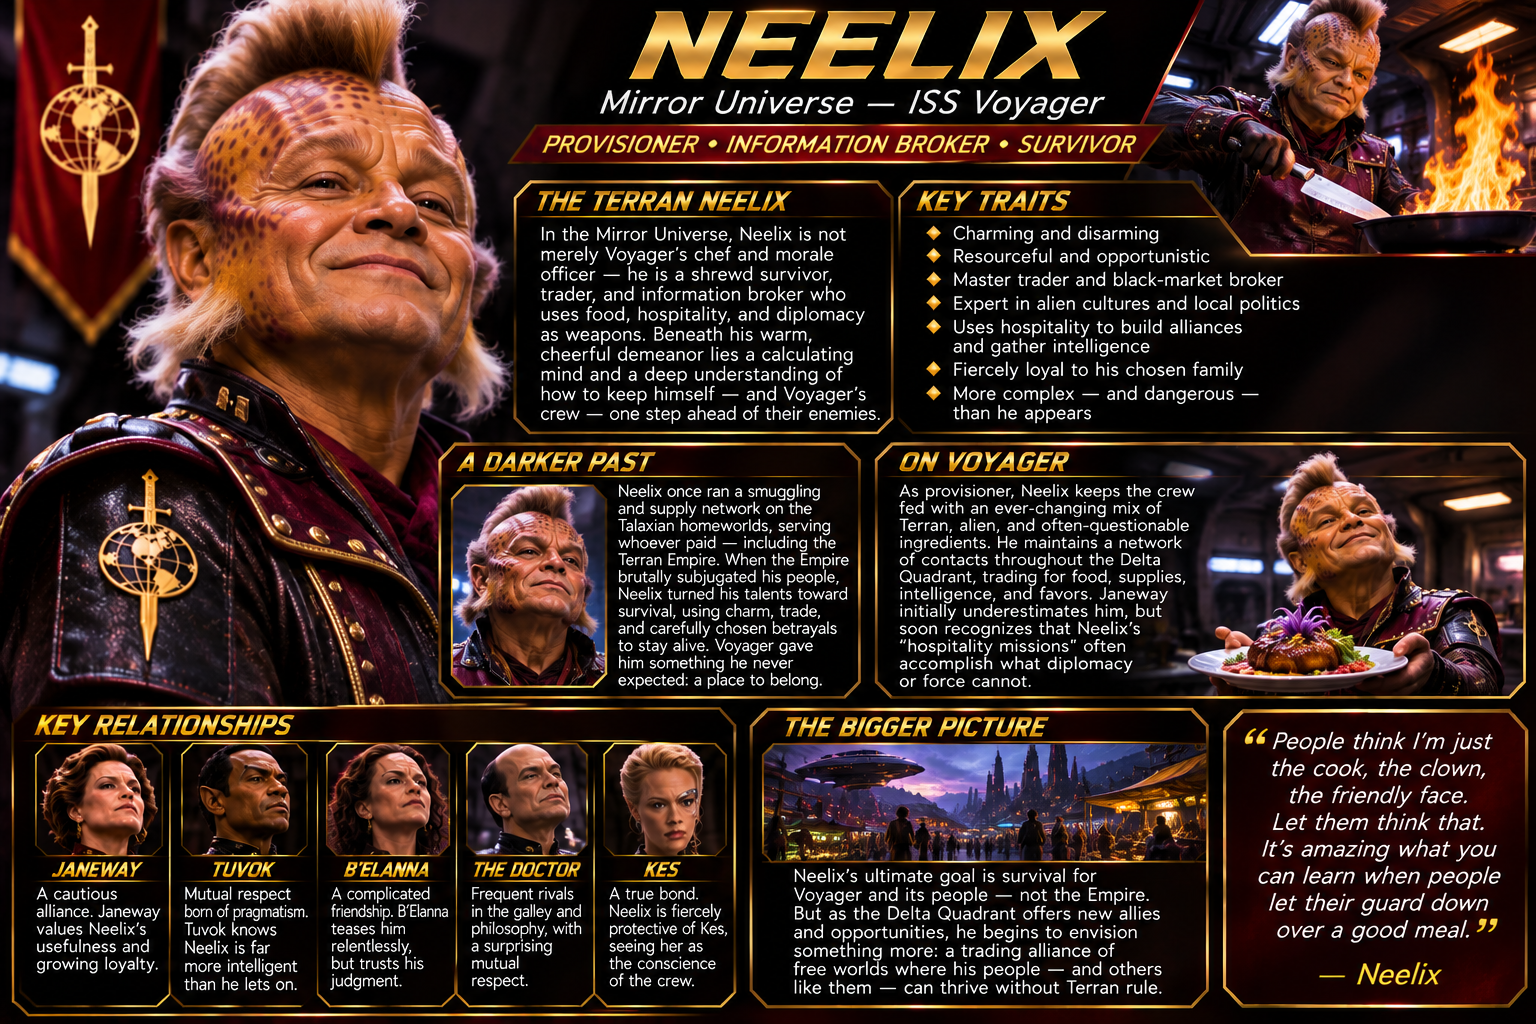 NEELIX
Mirror Universe — ISS Voyager
PROVISIONER • INFORMATION BROKER • SURVIVOR
THE TERRAN NEELIX
In the Mirror Universe, Neelix is not
merely Voyager's chef and morale
officer — he is a shrewd survivor,
trader, and information broker who
uses food, hospitality, and diplomacy
as weapons. Beneath his warm,
cheerful demeanor lies a calculating
mind and a deep understanding of
how to keep himself — and Voyager's
crew — one step ahead of their enemies.
KEY TRAITS
Charming and disarming
Resourceful and opportunistic
Master trader and black-market broker
Expert in alien cultures and local politics
Uses hospitality to build alliances
and gather intelligence
Fiercely loyal to his chosen family
More complex — and dangerous —
than he appears
A DARKER PAST
Neelix once ran a smuggling
and supply network on the
Talaxian homeworlds, serving
whoever paid — including the
Terran Empire. When the Empire
brutally subjugated his people,
Neelix turned his talents toward
survival, using charm, trade,
and carefully chosen betrayals
to stay alive. Voyager gave
him something he never
expected: a place to belong.
ON VOYAGER
As provisioner, Neelix keeps the crew
fed with an ever-changing mix of
Terran, alien, and often-questionable
ingredients. He maintains a network
of contacts throughout the Delta
Quadrant, trading for food, supplies,
intelligence, and favors. Janeway
initially underestimates him, but
soon recognizes that Neelix's
"hospitality missions" often
accomplish what diplomacy
or force cannot.
KEY RELATIONSHIPS
JANEWAY
A cautious
alliance. Janeway
values Neelix's
usefulness and
growing loyalty.
TUVOK
Mutual respect
born of pragmatism.
Tuvok knows
Neelix is far
more intelligent
than he lets on.
B'ELANNA
A complicated
friendship. B'Elanna
teases him
relentlessly,
but trusts his
judgment.
THE DOCTOR
Frequent rivals
in the galley and
philosophy, with
a surprising
mutual
respect.
KES
A true bond.
Neelix is fiercely
protective of Kes,
seeing her as
the conscience
of the crew.
THE BIGGER PICTURE
Neelix's ultimate goal is survival for
Voyager and its people — not the Empire.
But as the Delta Quadrant offers new allies
and opportunities, he begins to envision
something more: a trading alliance of
free worlds where his people — and others
like them — can thrive without Terran rule.
"People think I'm just
the cook, the clown,
the friendly face.
Let them think that.
It's amazing what you
can learn when people
let their guard down
over a good meal."
— Neelix